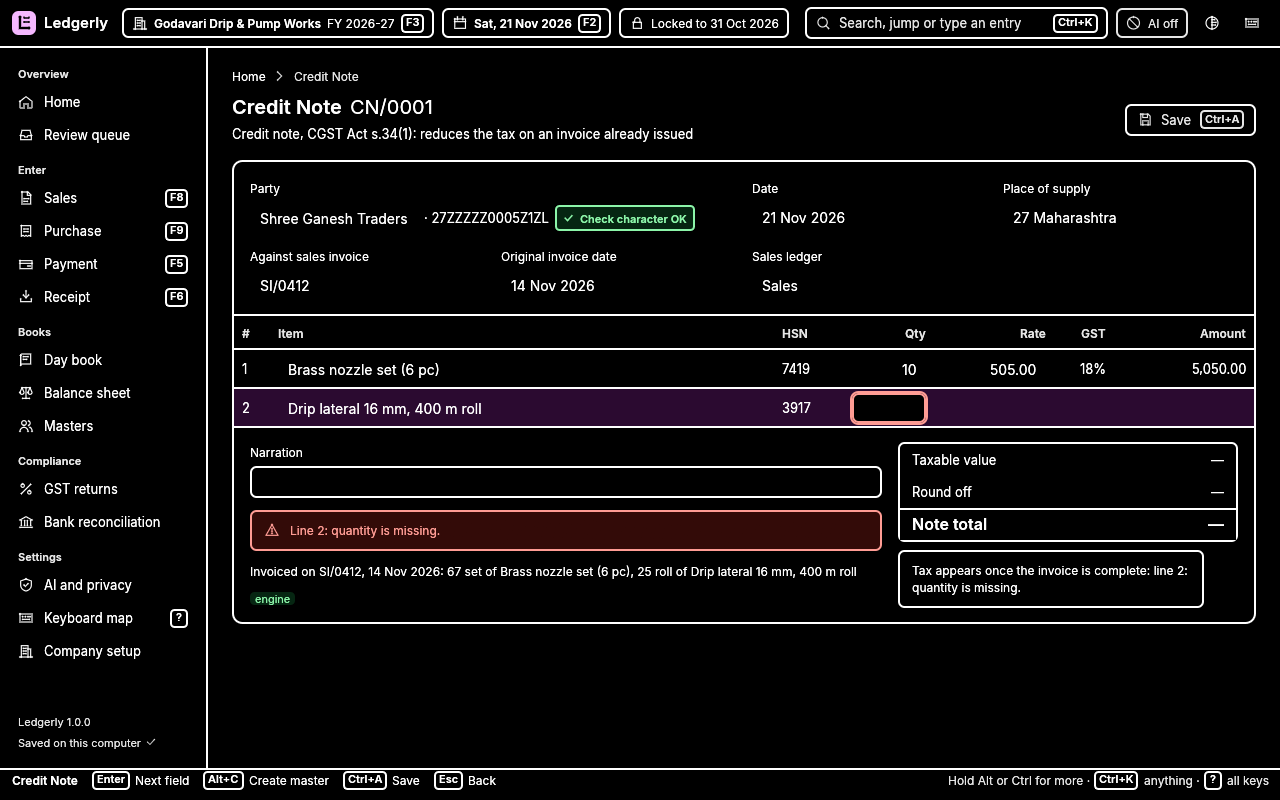 Ledgerly
Godavari Drip & Pump Works FY 2026-27 F3
Sat, 21 Nov 2026 F2
Locked to 31 Oct 2026
Search, jump or type an entry Ctrl+K
AI off
Overview
Home
Review queue
Enter
Sales F8
Purchase F9
Payment F5
Receipt F6
Books
Day book
Balance sheet
Masters
Compliance
GST returns
Bank reconciliation
Settings
AI and privacy
Keyboard map ?
Company setup
Ledgerly 1.0.0
Saved on this computer
Home Credit Note
Credit Note CN/0001
Credit note, CGST Act s.34(1): reduces the tax on an invoice already issued
Save Ctrl+A
Party Date Place of supply
Shree Ganesh Traders · 27ZZZZZ0005Z1ZL Check character OK 21 Nov 2026 27 Maharashtra
Against sales invoice Original invoice date Sales ledger
SI/0412 14 Nov 2026 Sales
# Item HSN Qty Rate GST Amount
1 Brass nozzle set (6 pc) 7419 10 505.00 18% 5,050.00
2 Drip lateral 16 mm, 400 m roll 3917
Narration
Line 2: quantity is missing.
Invoiced on SI/0412, 14 Nov 2026: 67 set of Brass nozzle set (6 pc), 25 roll of Drip lateral 16 mm, 400 m roll
engine
Taxable value —
Round off —
Note total —
Tax appears once the invoice is complete: line 2:
quantity is missing.
Credit Note Enter Next field Alt+C Create master Ctrl+A Save Esc Back
Hold Alt or Ctrl for more · Ctrl+K anything · ? all keys